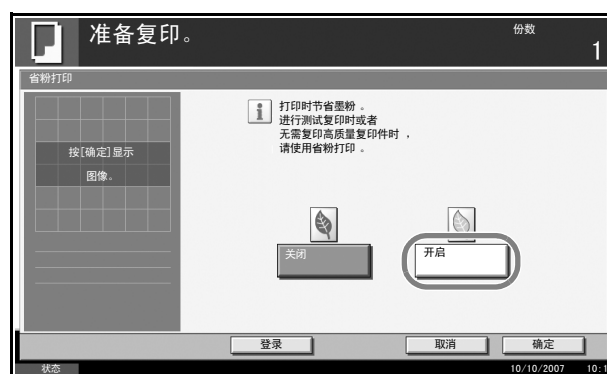 准备复印。
份数
1
省粉打印
按[确定]显示
图像。
打印时节省墨粉。
进行测试复印时或者
无需复印高质量复印件时，
请使用省粉打印。
关闭
开启
登录
取消
确定
状态
10/10/2007
10:1